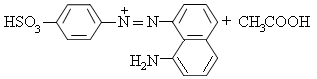 HSO₃ N⁺=N + CH₃COOH
H₂N